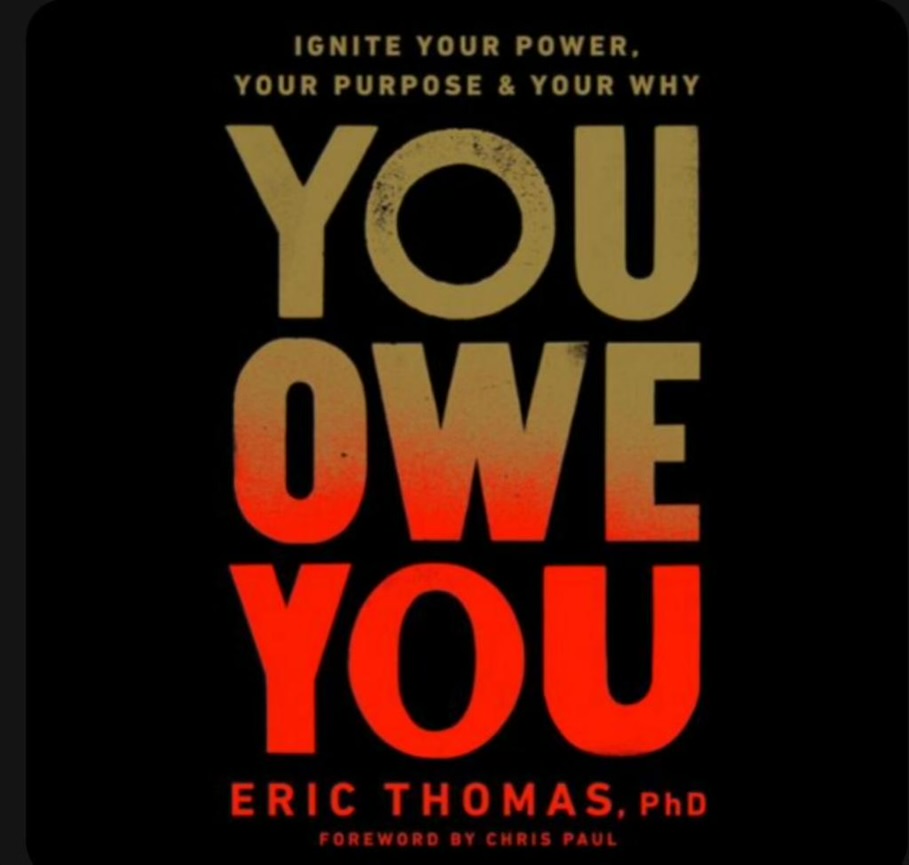 IGNITE YOUR POWER,
YOUR PURPOSE & YOUR WHY
YOU
OWE
YOU
ERIC THOMAS, PhD
FOREWORD BY CHRIS PAUL